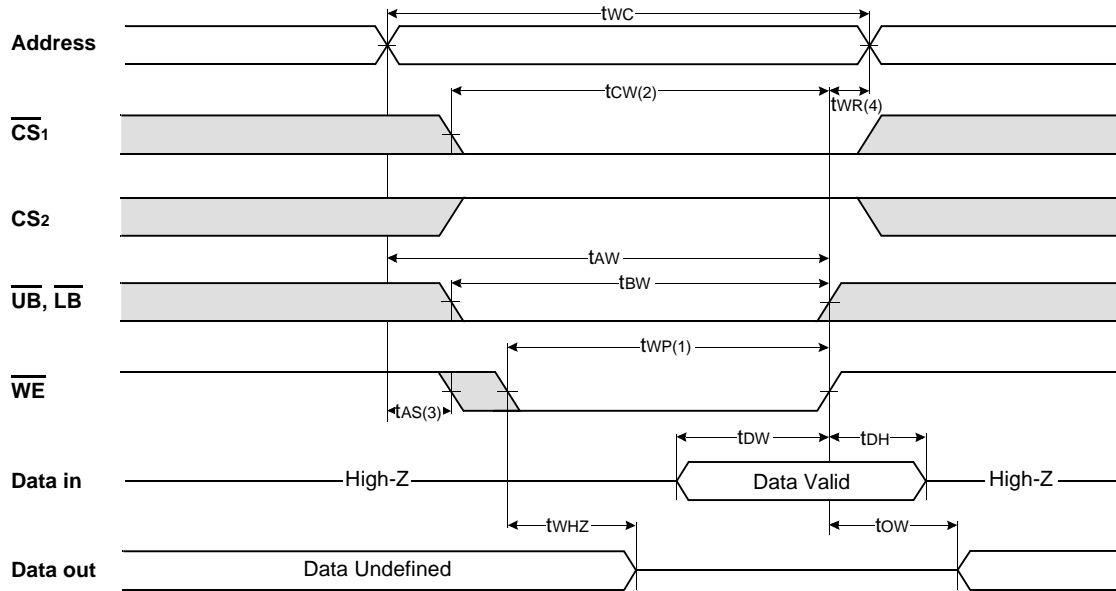 tWC
Address
tCW(2)
tWR(4)
CS1
CS2
tAW
UB, LB
tBW
tWP(1)
WE
tAS(3)
tDW
tDH
Data in
High-Z
Data Valid
High-Z
tWHZ
tOW
Data out
Data Undefined